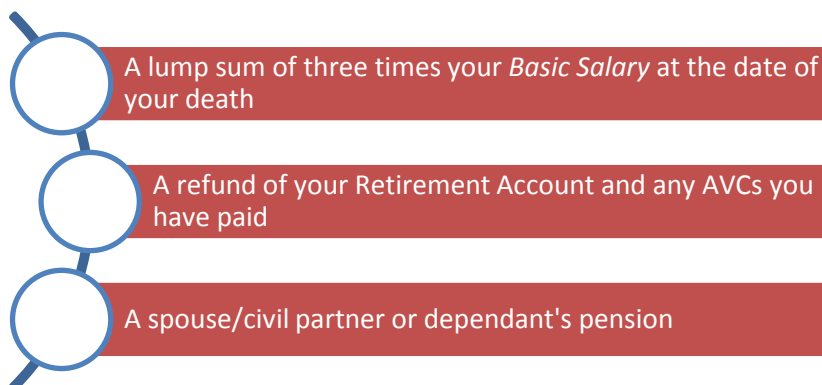 A lump sum of three times your Basic Salary at the date of
your death
A refund of your Retirement Account and any AVCs you
have paid
A spouse/civil partner or dependant's pension